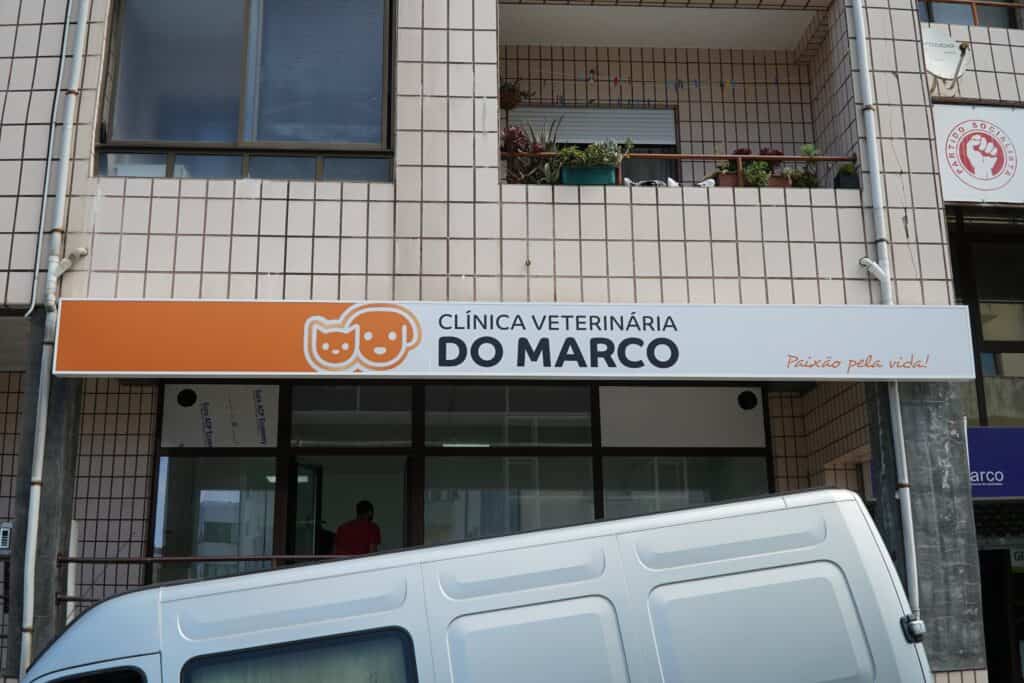 PARTIDO SOCIALISTA
CLÍNICA VETERINÁRIA
DO MARCO
Paixão pela vida!
arco